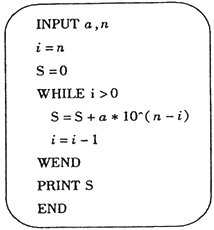 INPUT a,n
i=n
S=0
WHILE i>0
S=S+a*10^(n-i)
i=i-1
WEND
PRINT S
END